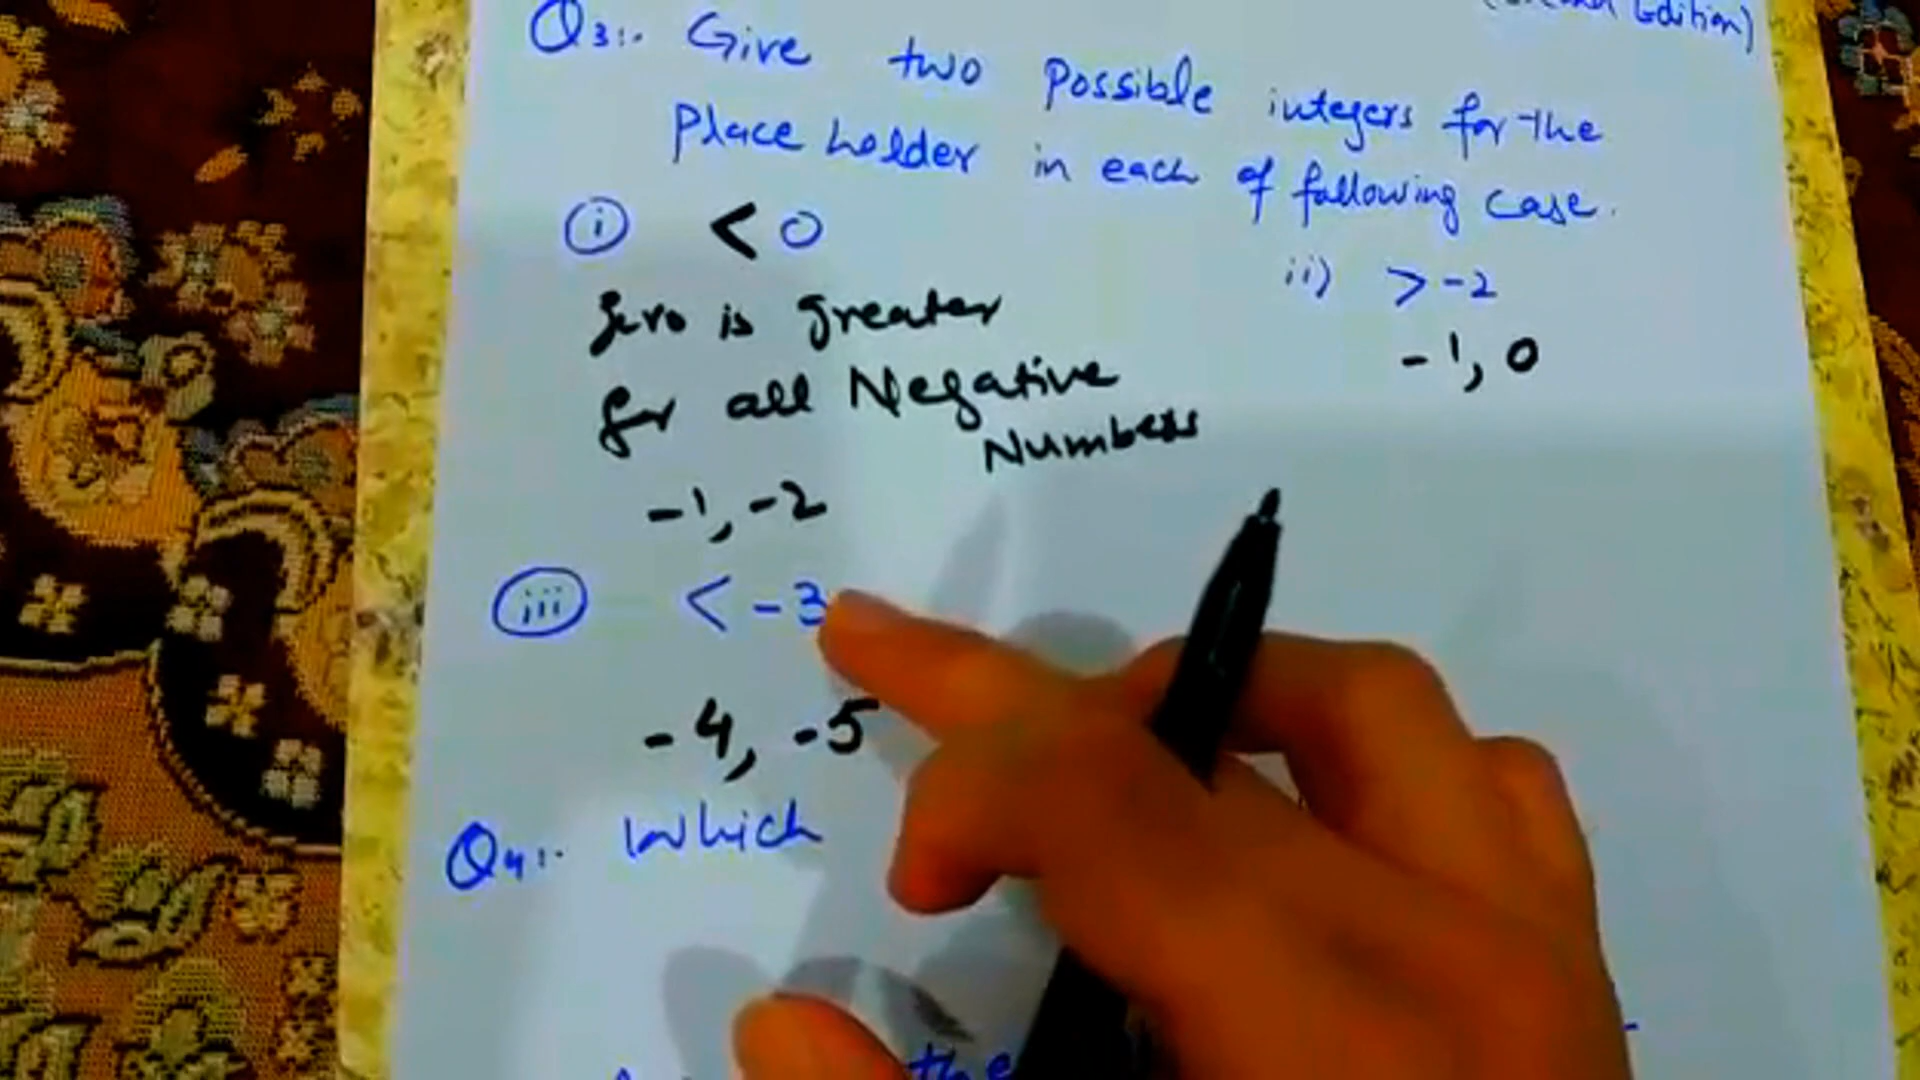 Edition)
Q3:. Give two possible integers for the
Place holder in each of following case.
i < 0
ii) > -2
Zero is greater
for all Negative
Numbers
-1, 0
-1, -2
iii < -3
-4, -5
Q4:. Which
the